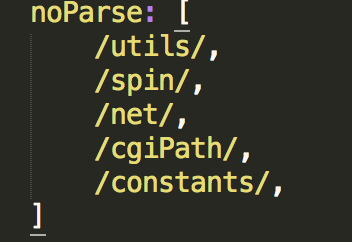 noParse: [
/utils/,
/spin/,
/net/,
/cgiPath/,
/constants/,
]